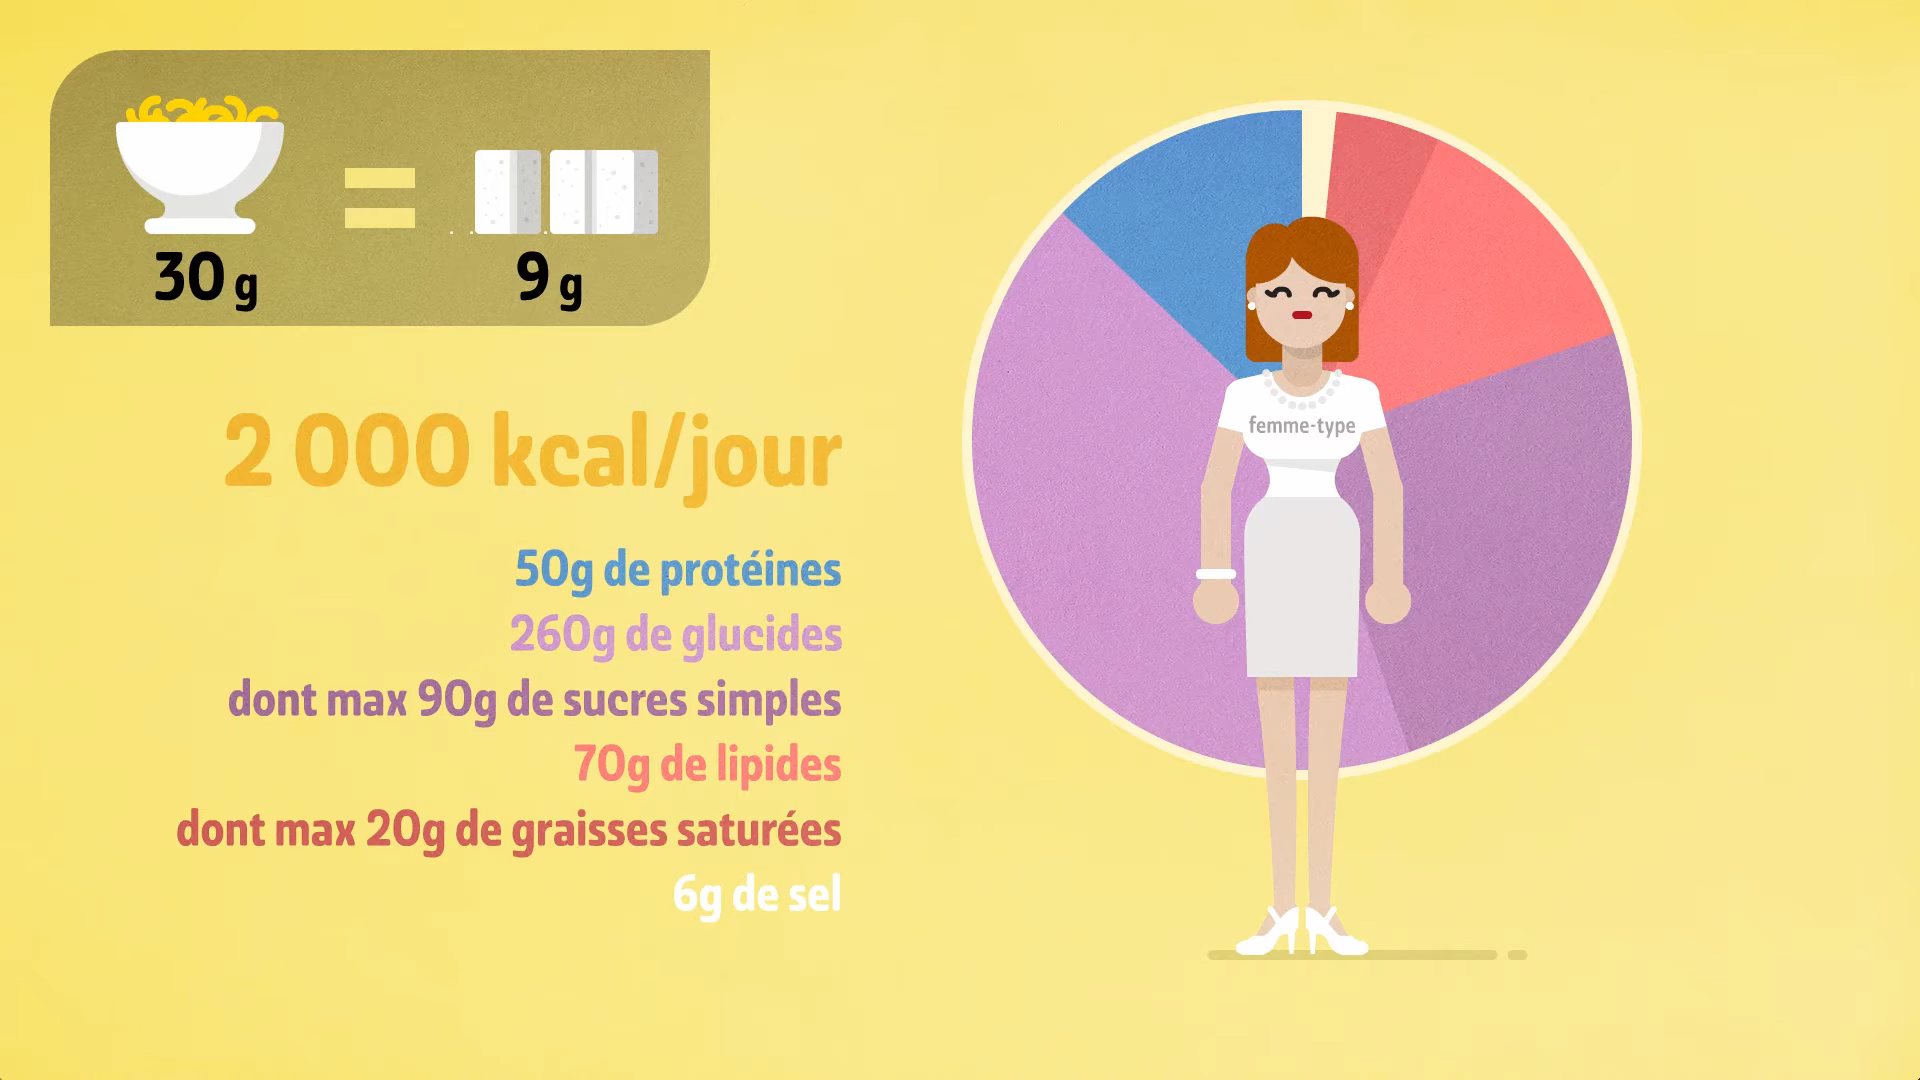 30 g
9 g
2 000 kcal/jour
50g de protéines
260g de glucides
dont max 90g de sucres simples
70g de lipides
dont max 20g de graisses saturées
6g de sel
femme-type